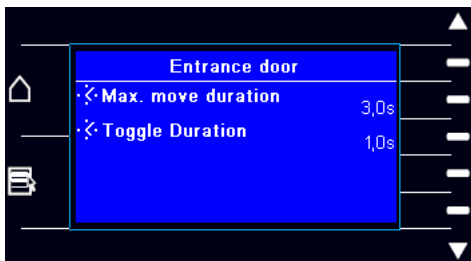 Entrance door
Max. move duration
3,0s
Toggle Duration
1,0s